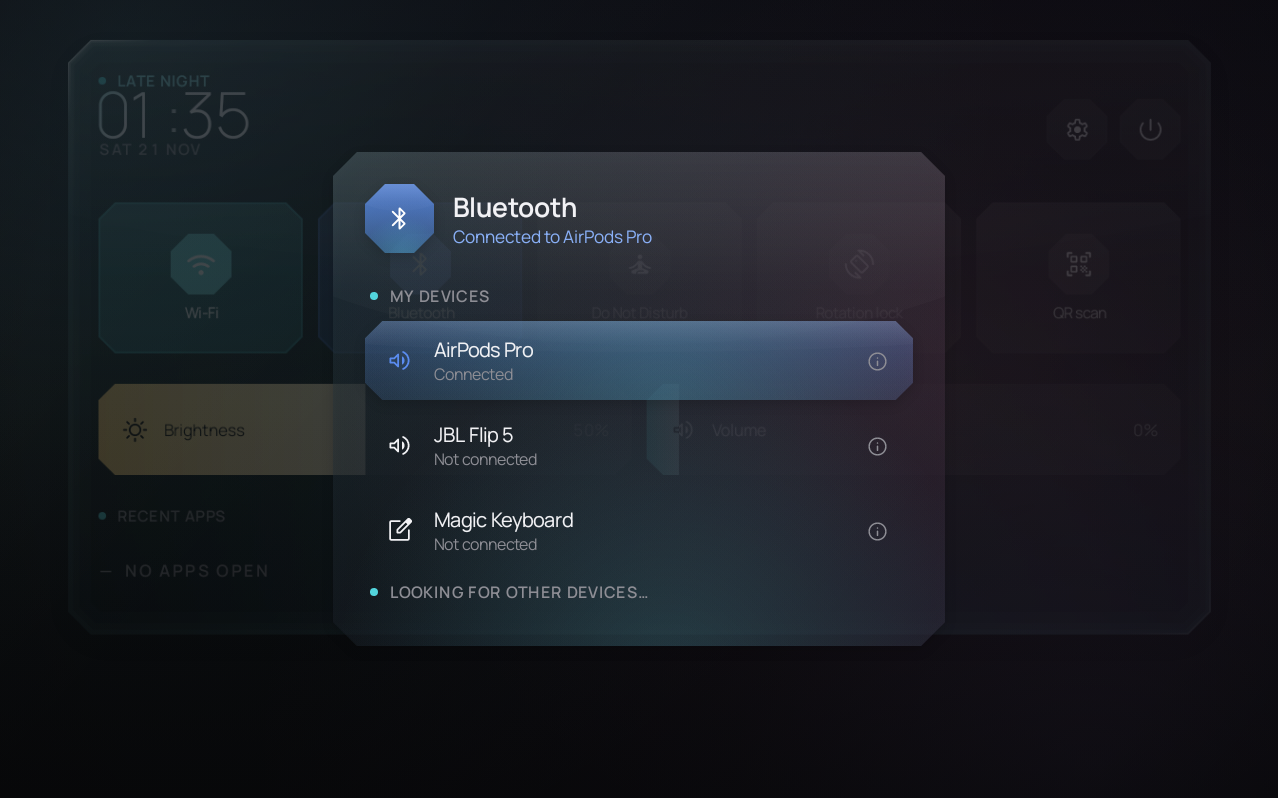 LATE NIGHT
01:35
SAT 21 NOV
Bluetooth
Connected to AirPods Pro
MY DEVICES
Wi-Fi
Bluetooth
Do Not Disturb
Rotation lock
QR scan
AirPods Pro
Connected
Brightness
50%
Volume
0%
JBL Flip 5
Not connected
RECENT APPS
Magic Keyboard
Not connected
— NO APPS OPEN
LOOKING FOR OTHER DEVICES…